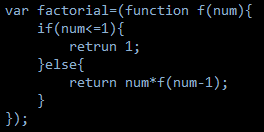 var factorial=(function f(num){
    if(num<=1){
        retrun 1;
    }else{
        return num*f(num-1);
    }
});